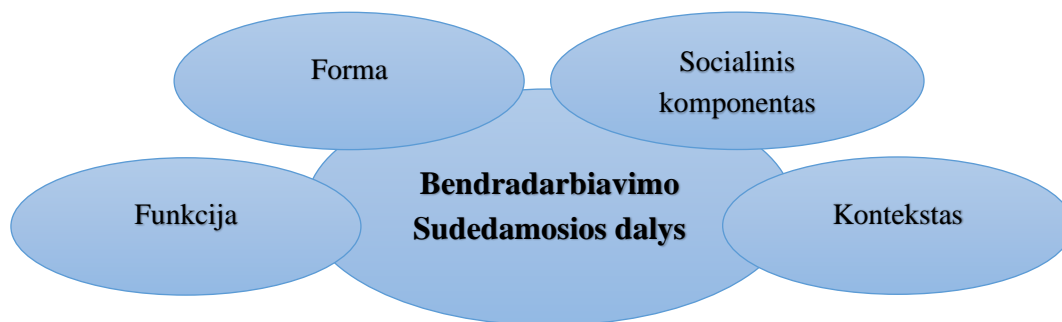 Forma
Socialinis
komponentas
Bendradarbiavimo
Sudedamosios dalys
Funkcija
Kontekstas